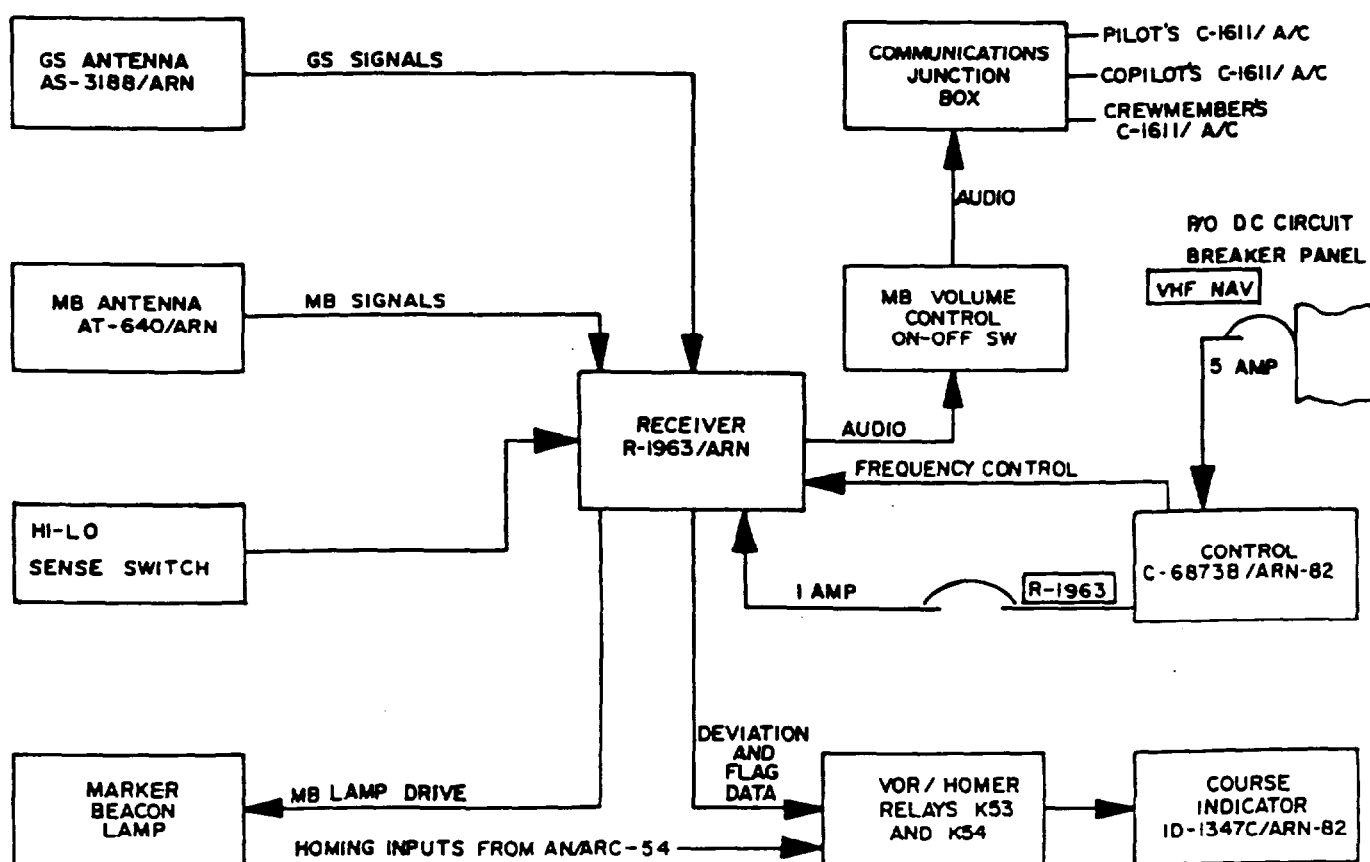 GS ANTENNA
AS-3188/ARN
GS SIGNALS
COMMUNICATIONS
JUNCTION
BOX
PILOT'S C-1611/A/C
COPILOT'S C-1611/A/C
CREWMEMBER'S
C-1611/A/C
AUDIO
P/O DC CIRCUIT
BREAKER PANEL
VHF NAV
5 AMP
MB ANTENNA
AT-640/ARN
MB SIGNALS
MB VOLUME
CONTROL
ON-OFF SW
RECEIVER
R-1963/ARN
AUDIO
FREQUENCY CONTROL
HI-LO
SENSE SWITCH
CONTROL
C-6873B/ARN-82
1 AMP
R-1963
DEVIATION
AND
FLAG
DATA
MARKER
BEACON
LAMP
MB LAMP DRIVE
VOR/HOMER
RELAYS K53
AND K54
COURSE
INDICATOR
ID-1347C/ARN-82
HOMING INPUTS FROM AN/ARC-54